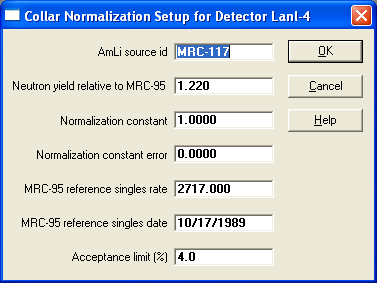 Collar Normalization Setup for Detector Lanl-4
AmLi source id MRC-117 OK
Neutron yield relative to MRC-95 1.220 Cancel
Normalization constant 1.0000 Help
Normalization constant error 0.0000
MRC-95 reference singles rate 2717.000
MRC-95 reference singles date 10/17/1989
Acceptance limit (%) 4.0